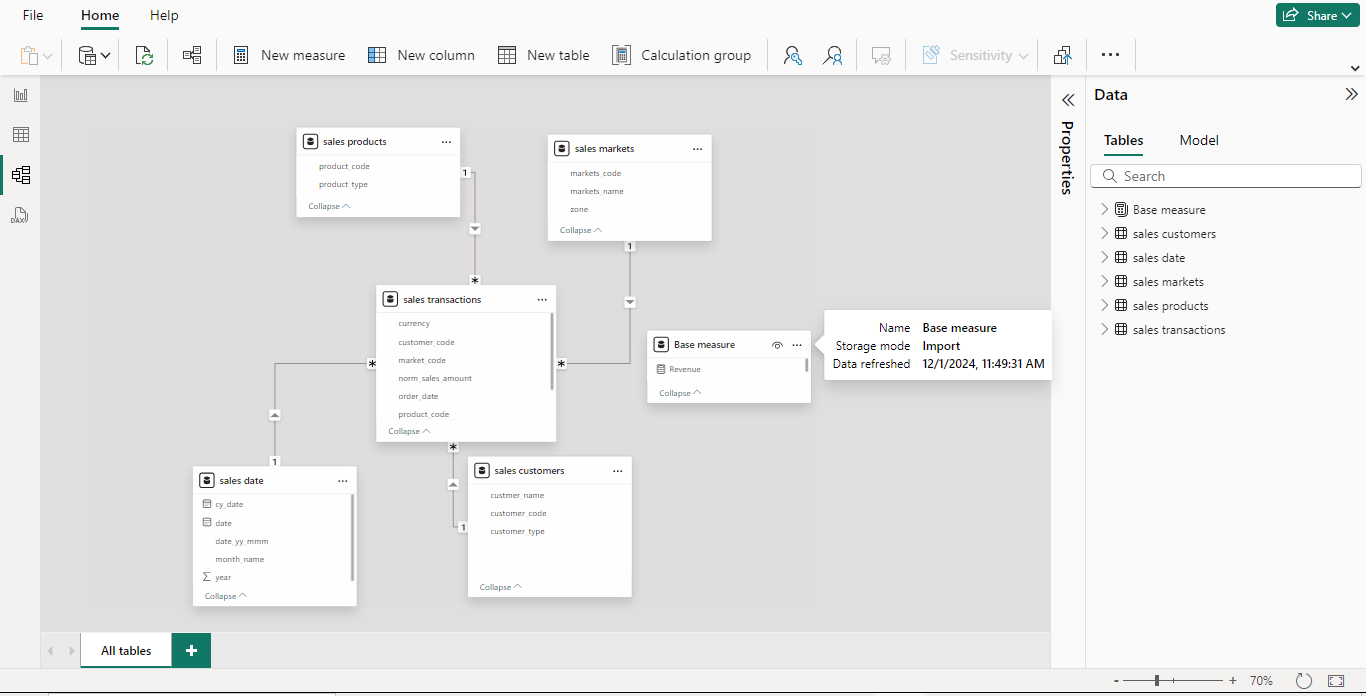 File Home Help Share
New measure New column New table Calculation group Sensitivity
sales products
product_code
product_type
Collapse
1
*
sales markets
markets_code
markets_name
zone
Collapse
1
*
sales transactions
currency
customer_code
market_code
norm_sales_amount
order_date
product_code
Collapse
*
*
Base measure
Revenue
Collapse
Name Base measure
Storage mode Import
Data refreshed 12/1/2024, 11:49:31 AM
1
sales date
cy_date
date
date_yy_mmm
month_name
year
Collapse
sales customers
custmer_name
customer_code
customer_type
Collapse
1
Properties
Data
Tables Model
Search
Base measure
sales customers
sales date
sales markets
sales products
sales transactions
DAX
All tables +
- + 70%